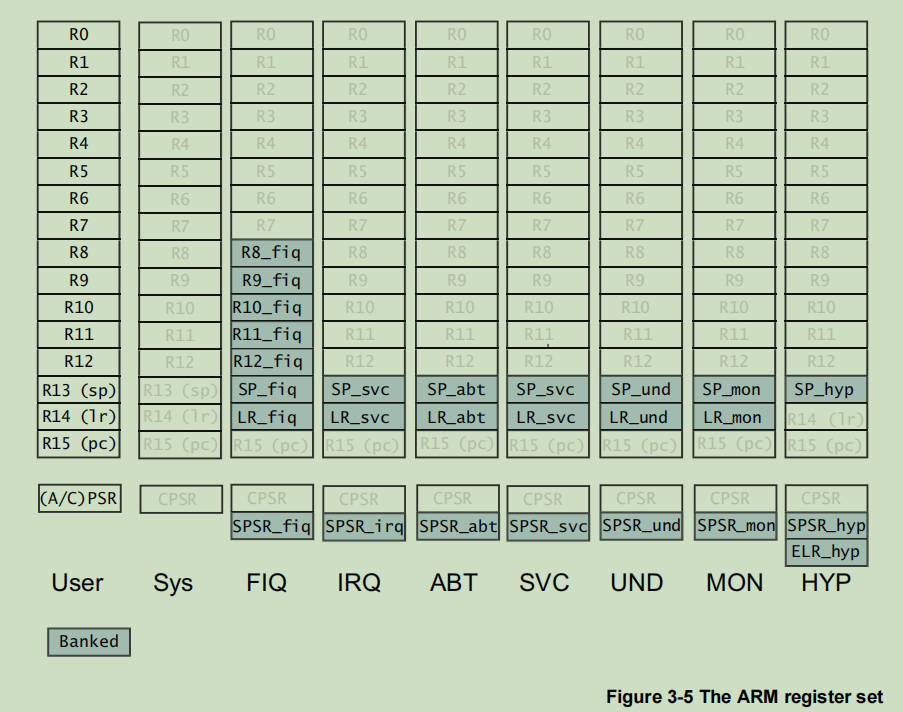 R0 R0 R0 R0 R0 R0 R0 R0 R0
R1 R1 R1 R1 R1 R1 R1 R1 R1
R2 R2 R2 R2 R2 R2 R2 R2 R2
R3 R3 R3 R3 R3 R3 R3 R3 R3
R4 R4 R4 R4 R4 R4 R4 R4 R4
R5 R5 R5 R5 R5 R5 R5 R5 R5
R6 R6 R6 R6 R6 R6 R6 R6 R6
R7 R7 R7 R7 R7 R7 R7 R7 R7
R8 R8 R8_fiq R8 R8 R8 R8 R8 R8
R9 R9 R9_fiq R9 R9 R9 R9 R9 R9
R10 R10 R10_fiq R10 R10 R10 R10 R10 R10
R11 R11 R11_fiq R11 R11 R11 R11 R11 R11
R12 R12 R12_fiq R12 R12 R12 R12 R12 R12
R13 (sp) R13 (sp) SP_fiq SP_svc SP_abt SP_svc SP_und SP_mon SP_hyp
R14 (lr) R14 (lr) LR_fiq LR_svc LR_abt LR_svc LR_und LR_mon R14 (lr)
R15 (pc) R15 (pc) R15 (pc) R15 (pc) R15 (pc) R15 (pc) R15 (pc) R15 (pc) R15 (pc)
(A/C)PSR CPSR CPSR CPSR CPSR CPSR CPSR CPSR CPSR
SPSR_fiq SPSR_irq SPSR_abt SPSR_svc SPSR_und SPSR_mon SPSR_hyp
ELR_hyp
User Sys FIQ IRQ ABT SVC UND MON HYP
Banked
Figure 3-5 The ARM register set